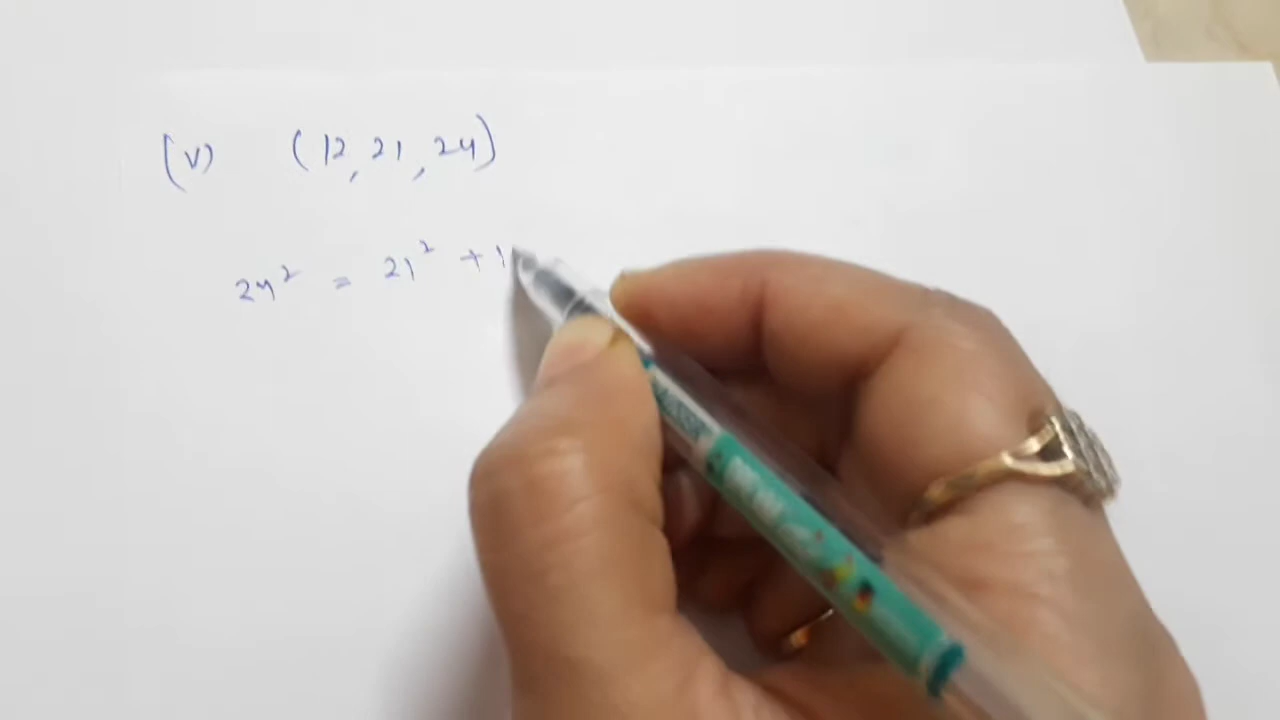 (v) (12, 21, 24)
24² = 21² + 1